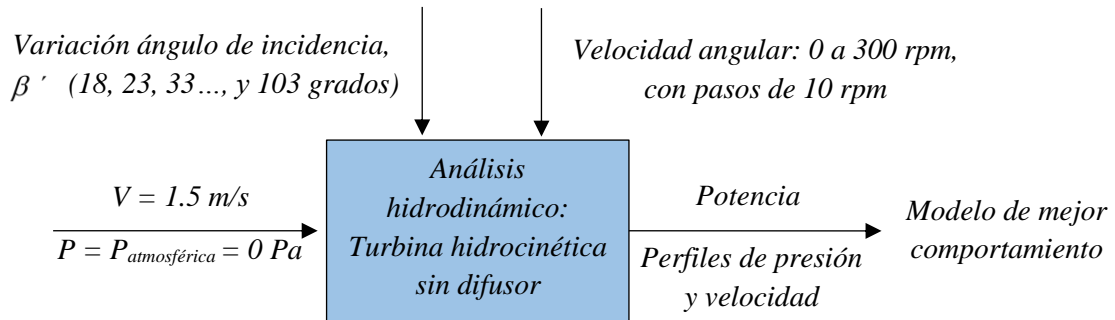 Variación ángulo de incidencia,
β ´ (18, 23, 33…, y 103 grados)
Velocidad angular: 0 a 300 rpm,
con pasos de 10 rpm
V = 1.5 m/s
P = Patmosférica = 0 Pa
Análisis
hidrodinámico:
Turbina hidrocinética
sin difusor
Potencia
Perfiles de presión
y velocidad
Modelo de mejor
comportamiento